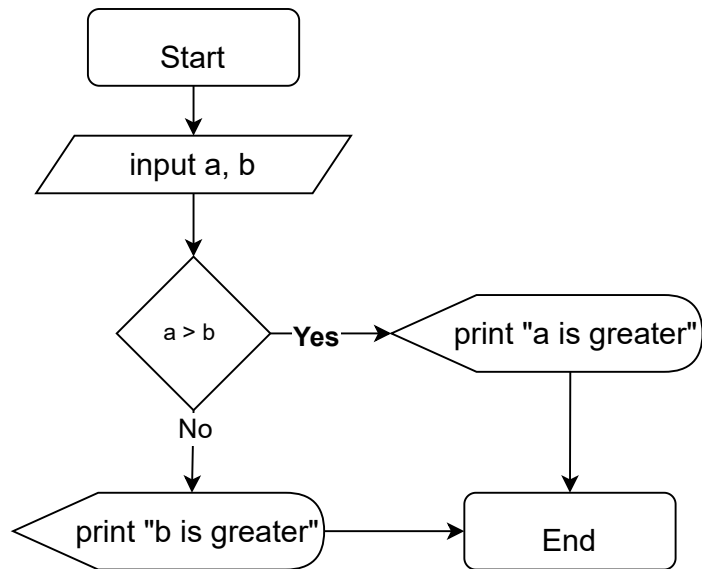 Start
input a, b
a > b
Yes
print "a is greater"
No
print "b is greater"
End